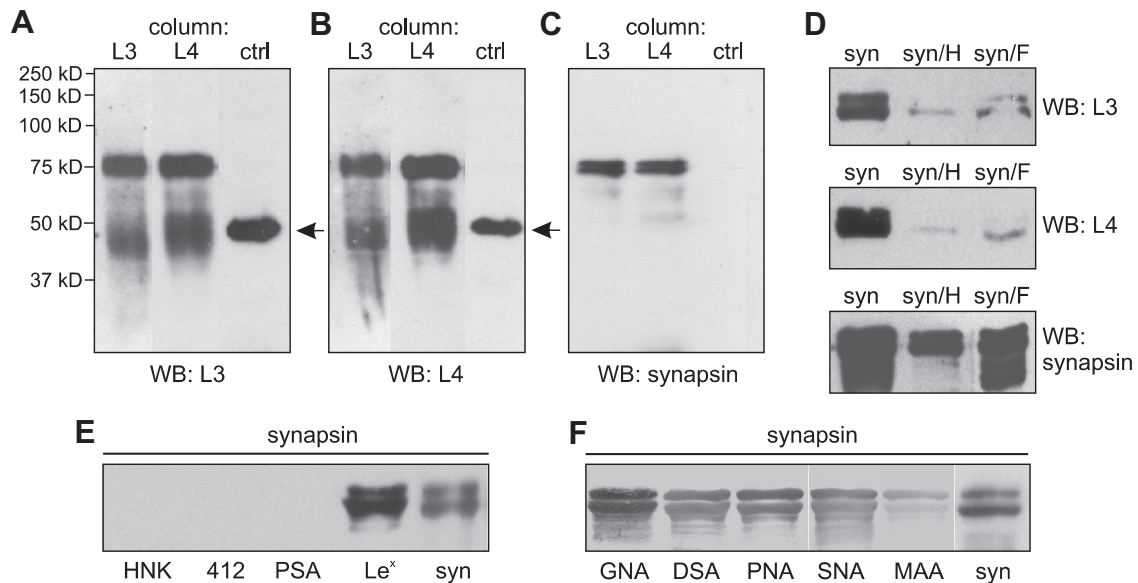 A
column:
L3 L4 ctrl
250 kD
150 kD
100 kD
75 kD
50 kD
37 kD
WB: L3
B
column:
L3 L4 ctrl
WB: L4
C
column:
L3 L4 ctrl
WB: synapsin
D
syn syn/H syn/F
WB: L3
syn syn/H syn/F
WB: L4
syn syn/H syn/F
WB:
synapsin
E
synapsin
HNK 412 PSA Leˣ syn
F
synapsin
GNA DSA PNA SNA MAA syn